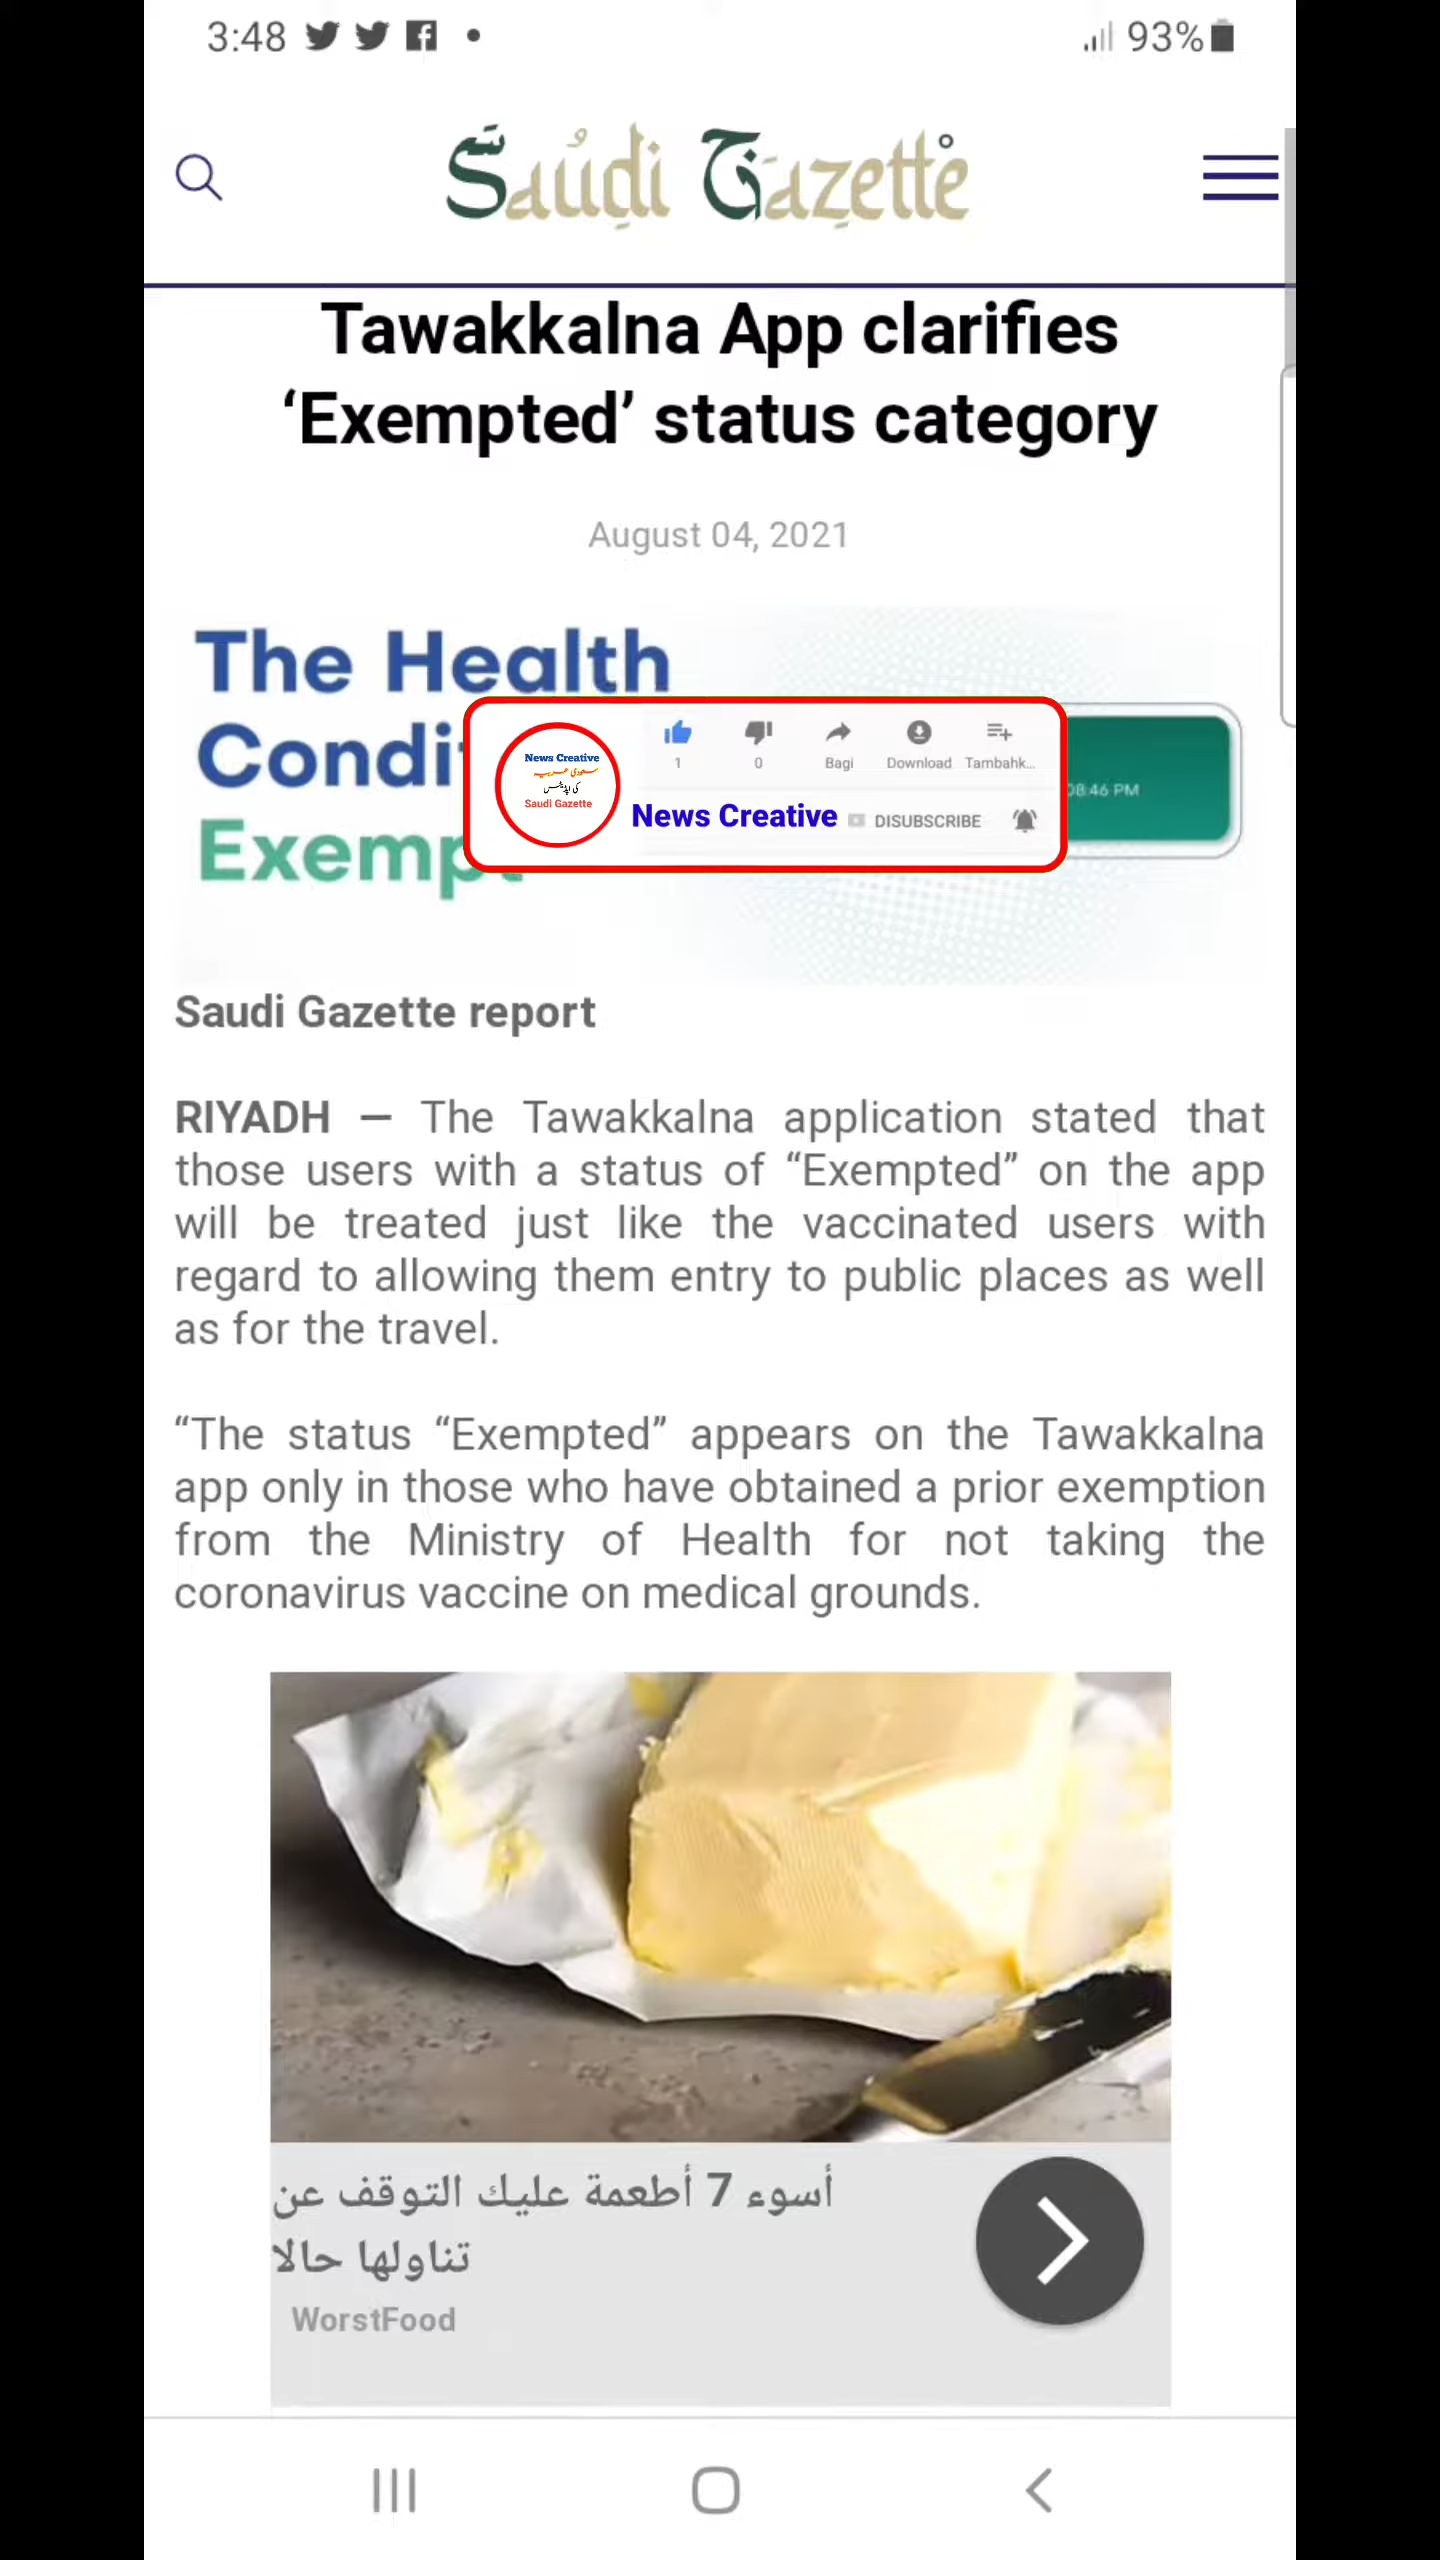 3:48
93%
Saudi Gazette
Tawakkalna App clarifies
‘Exempted’ status category
August 04, 2021
The Health
Condi
Exemp
News Creative
سعودی عربیہ
کی اپڈیٹس
Saudi Gazette
1
0
Bagi
Download
Tambahk...
News Creative
DISUBSCRIBE
08:46 PM
Saudi Gazette report
RIYADH — The Tawakkalna application stated that
those users with a status of “Exempted” on the app
will be treated just like the vaccinated users with
regard to allowing them entry to public places as well
as for the travel.
“The status “Exempted” appears on the Tawakkalna
app only in those who have obtained a prior exemption
from the Ministry of Health for not taking the
coronavirus vaccine on medical grounds.
أسوء 7 أطعمة عليك التوقف عن
تناولها حالا
WorstFood